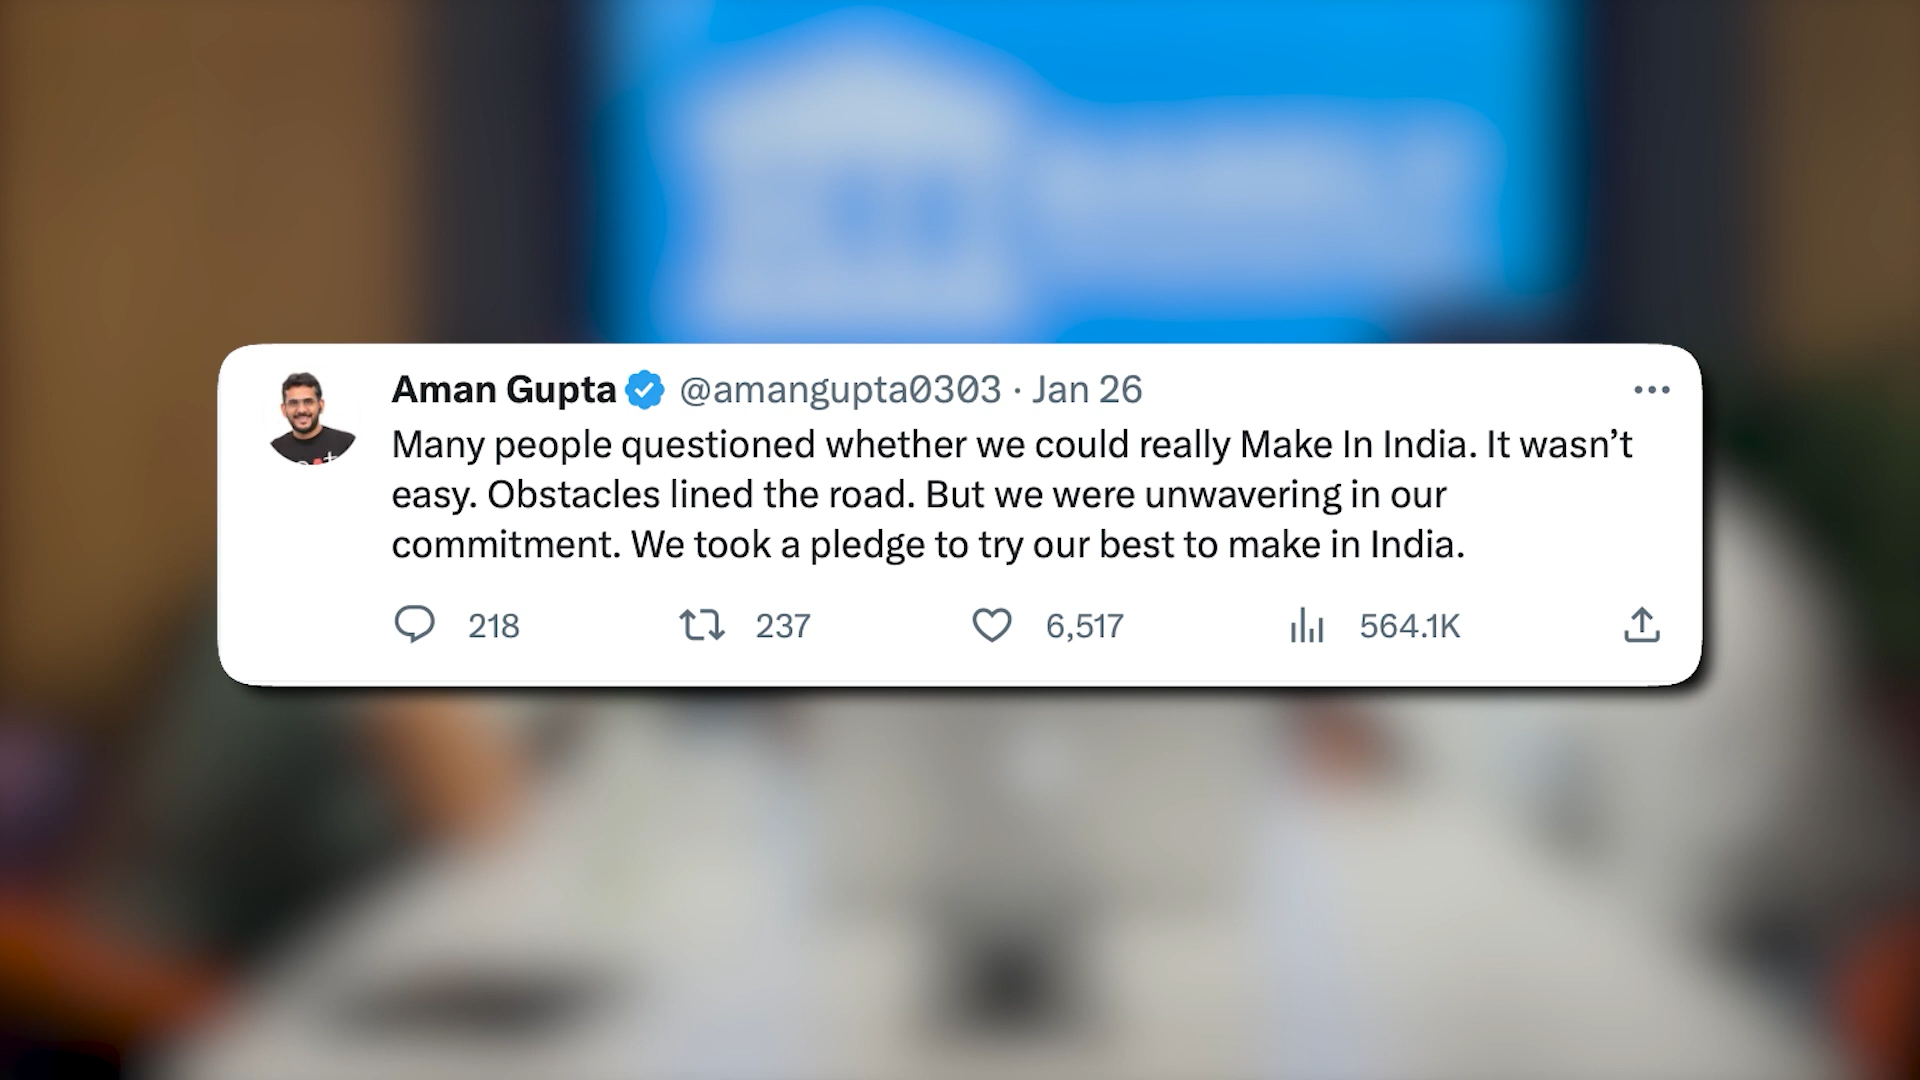 Aman Gupta @amangupta0303 · Jan 26
Many people questioned whether we could really Make In India. It wasn’t
easy. Obstacles lined the road. But we were unwavering in our
commitment. We took a pledge to try our best to make in India.
218 237 6,517 564.1K